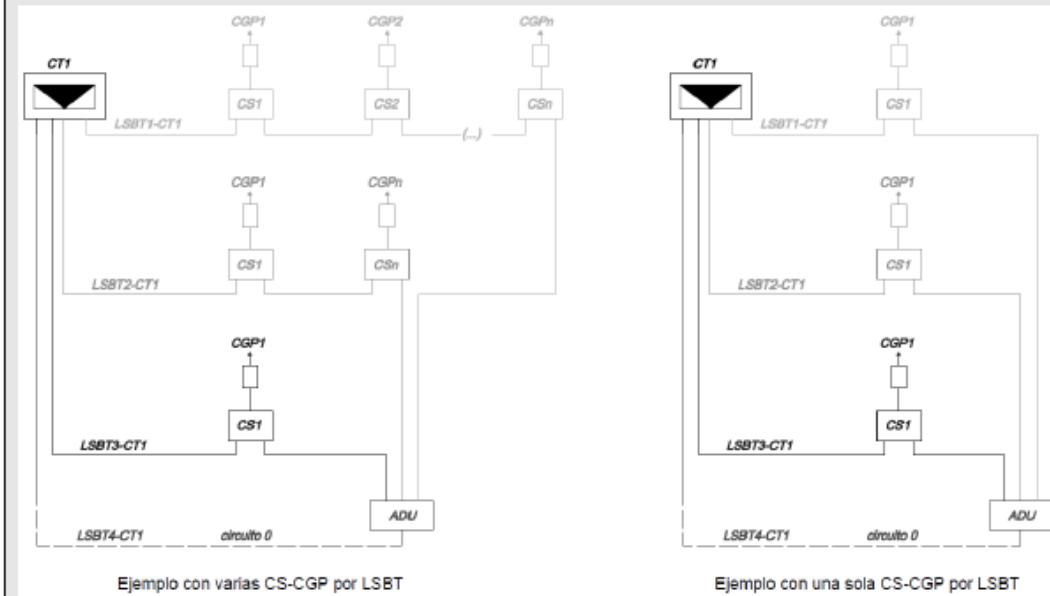 CGP1 CGP2 CGPn CGP1
CT1 CT1
CS1 CS2 CSn CS1
LSBT1-CT1 (...) LSBT1-CT1
CGP1 CGPn CGP1
CS1 CSn CS1
LSBT2-CT1 LSBT2-CT1
CGP1 CGP1
CS1 CS1
LSBT3-CT1 LSBT3-CT1
ADU ADU
LSBT4-CT1 circuito 0 LSBT4-CT1 circuito 0
Ejemplo con varias CS-CGP por LSBT Ejemplo con una sola CS-CGP por LSBT